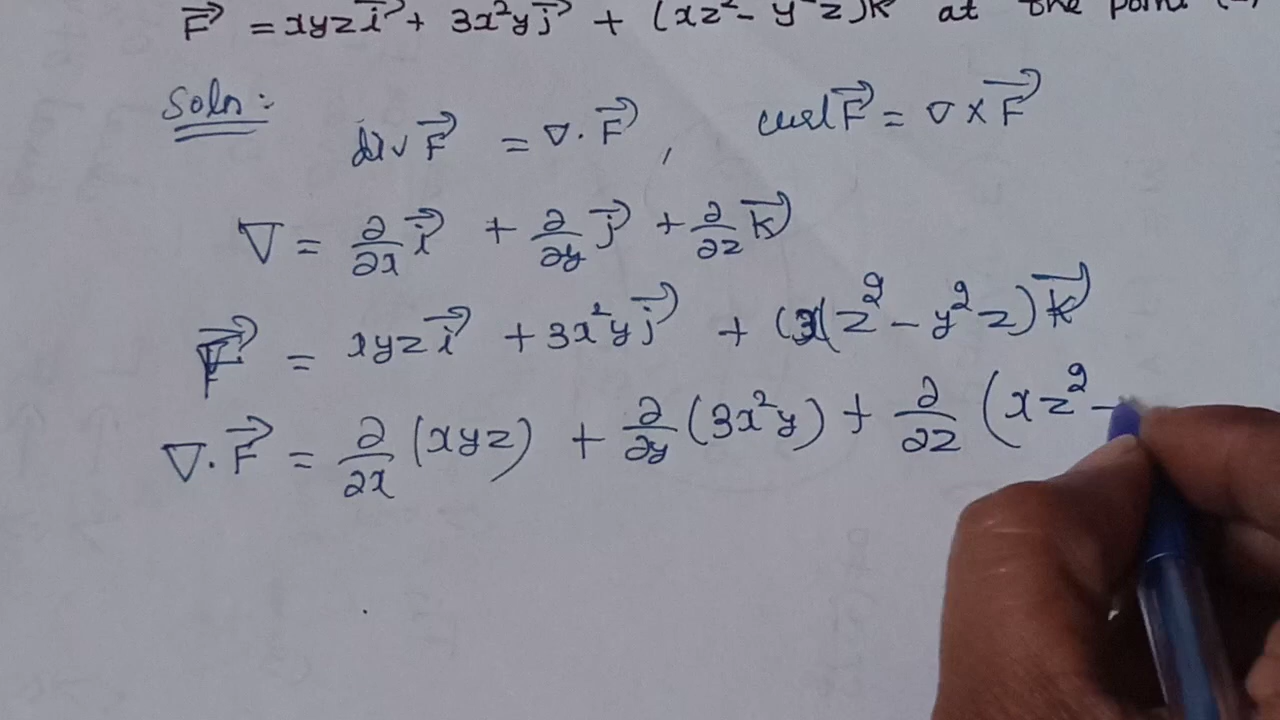 F⃗ = xyz i⃗ + 3x²y j⃗ + (xz² - y²z) k⃗ at the point
Soln:
div F⃗ = ∇. F⃗ , curl F⃗ = ∇ × F⃗
∇ = ∂/∂x i⃗ + ∂/∂y j⃗ + ∂/∂z k⃗
F⃗ = xyz i⃗ + 3x²y j⃗ + (xz² - y²z) k⃗
∇. F⃗ = ∂/∂x (xyz) + ∂/∂y (3x²y) + ∂/∂z (xz² -